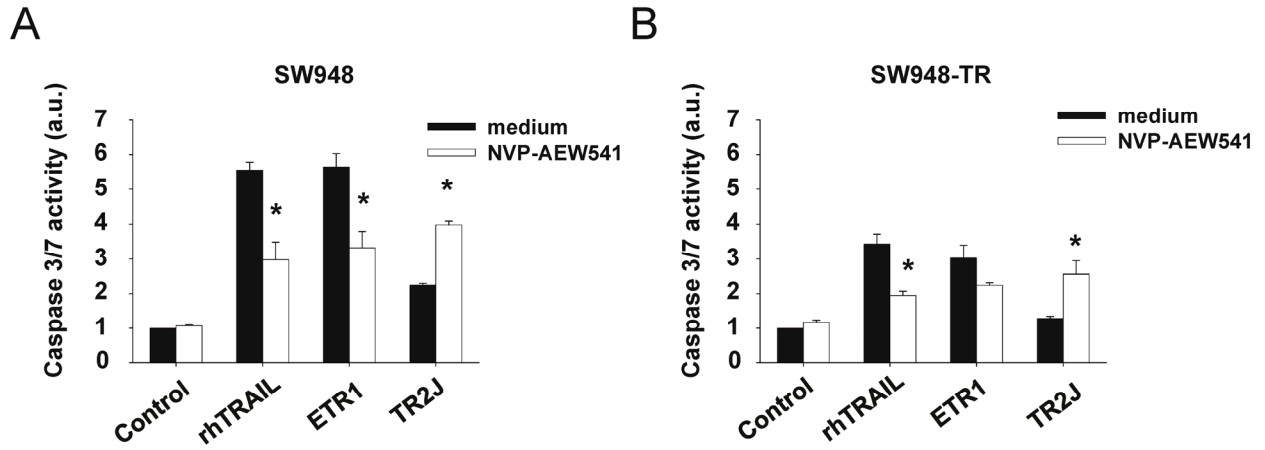 A
SW948
Caspase 3/7 activity (a.u.)
7
6
5
4
3
2
1
0
medium
NVP-AEW541
*
*
*
Control
rhTRAIL
ETR1
TR2J
B
SW948-TR
Caspase 3/7 activity (a.u.)
7
6
5
4
3
2
1
0
medium
NVP-AEW541
*
*
Control
rhTRAIL
ETR1
TR2J